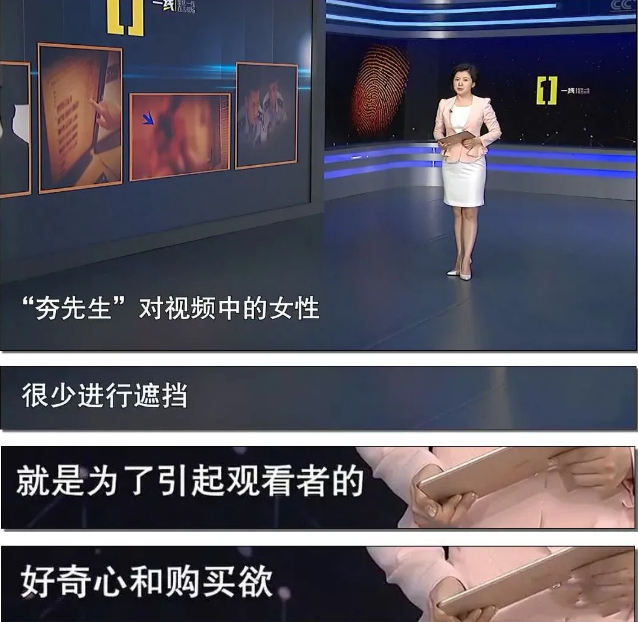 一线
一线
CC
“夯先生”对视频中的女性
很少进行遮挡
就是为了引起观看者的
好奇心和购买欲